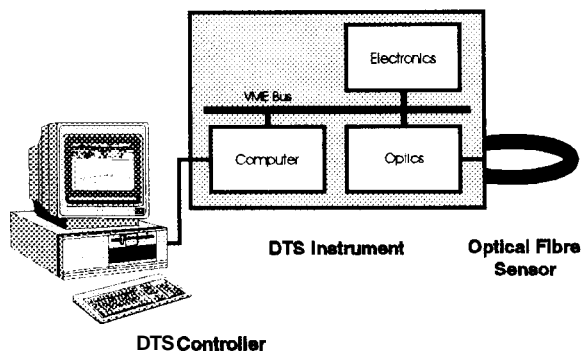 Electronics
VME Bus
Computer
Optics
DTS Instrument
Optical Fibre
Sensor
DTS Controller